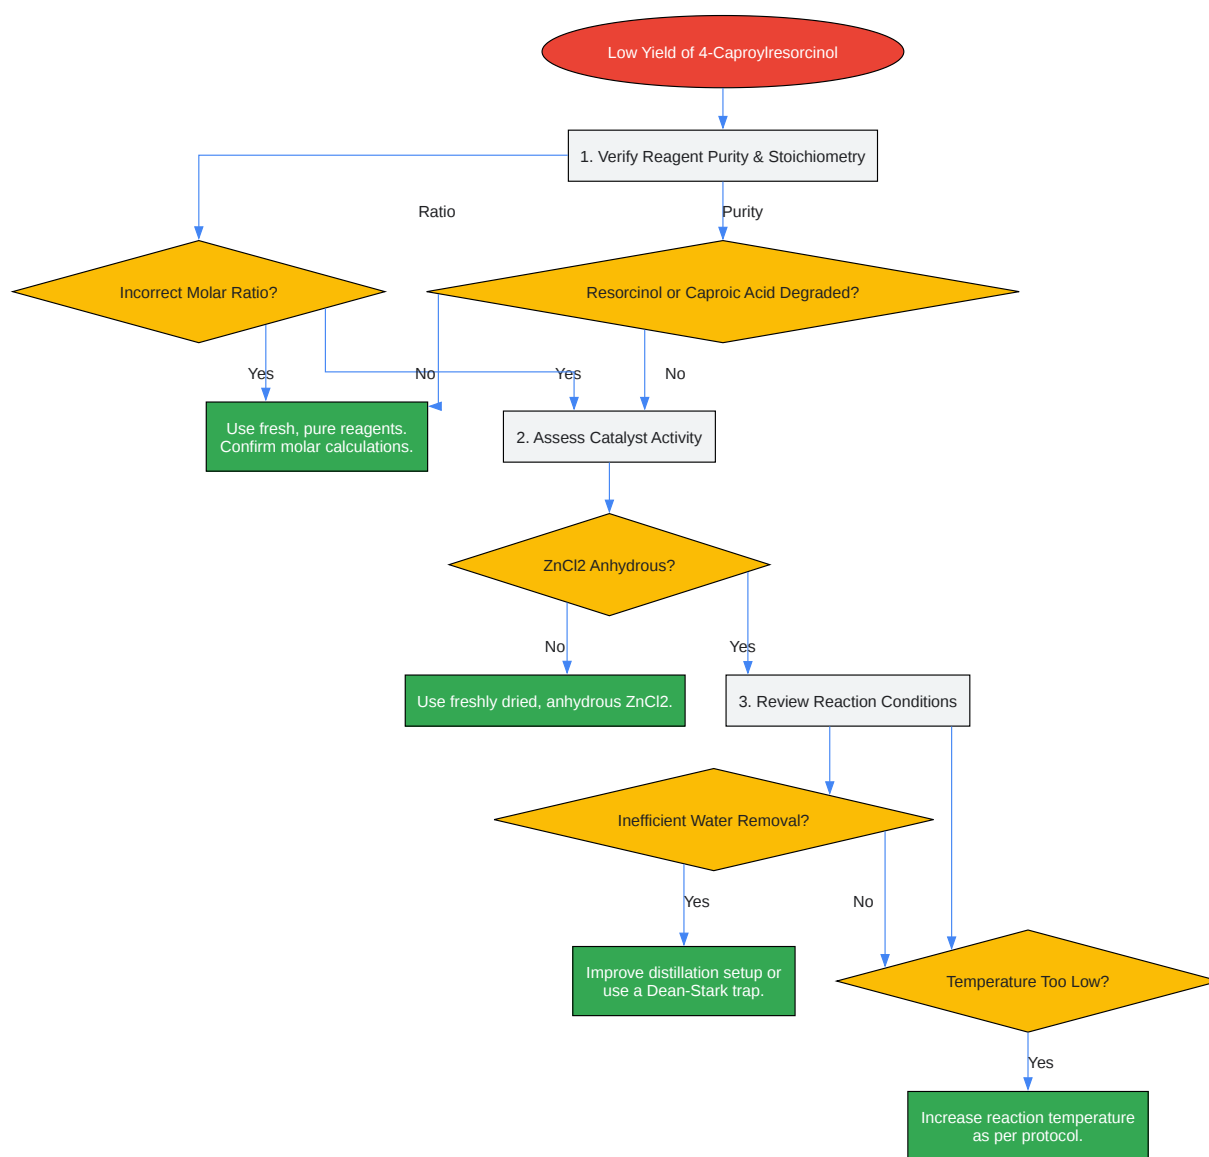 Low Yield of 4-Caproylresorcinol
1. Verify Reagent Purity & Stoichiometry
Ratio
Purity
Incorrect Molar Ratio?
Resorcinol or Caproic Acid Degraded?
Yes
No
Yes
No
Use fresh, pure reagents.
Confirm molar calculations.
2. Assess Catalyst Activity
ZnCl2 Anhydrous?
No
Yes
Use freshly dried, anhydrous ZnCl2.
3. Review Reaction Conditions
Inefficient Water Removal?
Yes
No
Improve distillation setup or
use a Dean-Stark trap.
Temperature Too Low?
Yes
Increase reaction temperature
as per protocol.